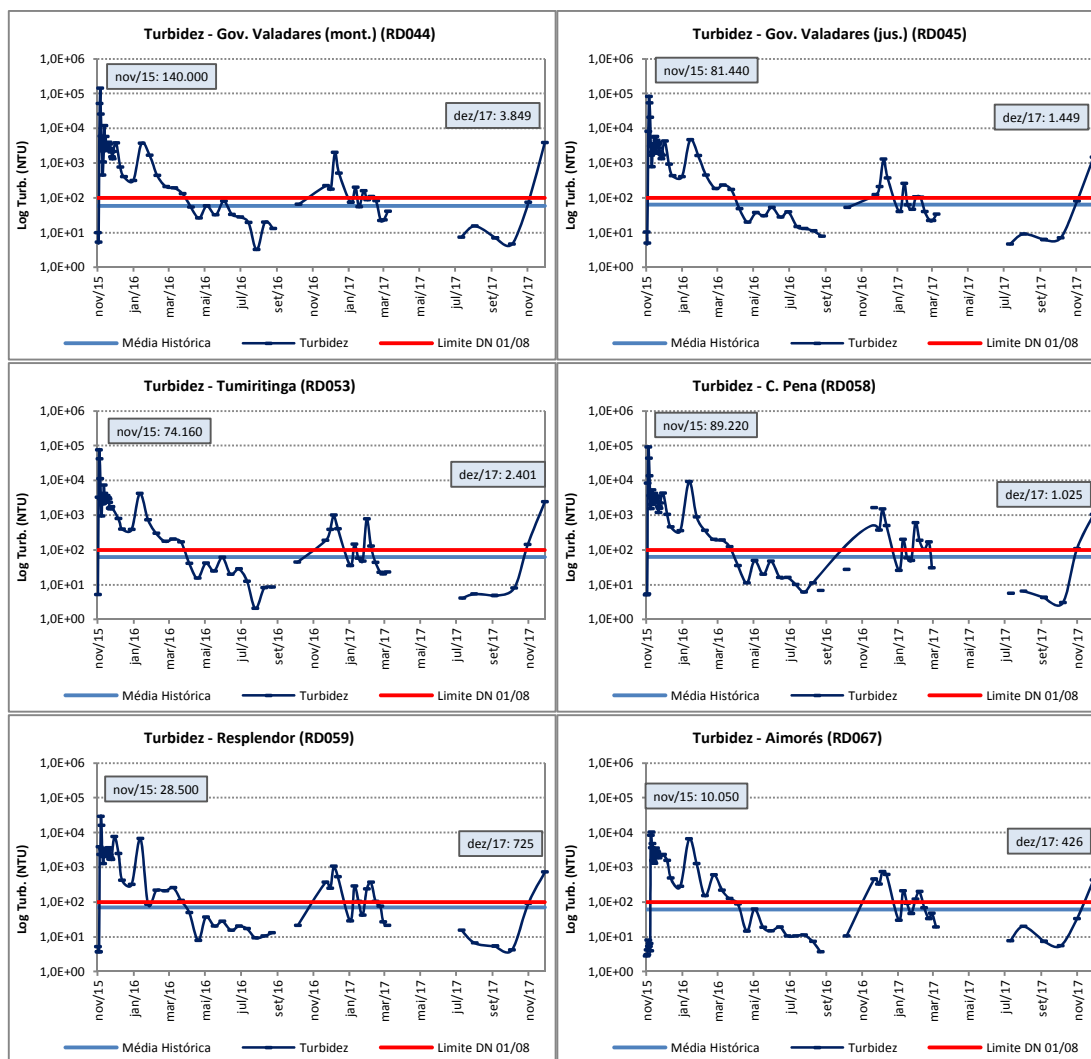 Turbidez - Gov. Valadares (mont.) (RD044)
Log Turb. (NTU)
1,0E+06
1,0E+05
1,0E+04
1,0E+03
1,0E+02
1,0E+01
1,0E+00
nov/15: 140.000
dez/17: 3.849
nov/15
jan/16
mar/16
mai/16
jul/16
set/16
nov/16
jan/17
mar/17
mai/17
jul/17
set/17
nov/17
Média Histórica
Turbidez
Limite DN 01/08
Turbidez - Gov. Valadares (jus.) (RD045)
Log Turb. (NTU)
1,0E+06
1,0E+05
1,0E+04
1,0E+03
1,0E+02
1,0E+01
1,0E+00
nov/15: 81.440
dez/17: 1.449
nov/15
jan/16
mar/16
mai/16
jul/16
set/16
nov/16
jan/17
mar/17
mai/17
jul/17
set/17
nov/17
Média Histórica
Turbidez
Limite DN 01/08
Turbidez - Tumiritinga (RD053)
Log Turb. (NTU)
1,0E+06
1,0E+05
1,0E+04
1,0E+03
1,0E+02
1,0E+01
1,0E+00
nov/15: 74.160
dez/17: 2.401
nov/15
jan/16
mar/16
mai/16
jul/16
set/16
nov/16
jan/17
mar/17
mai/17
jul/17
set/17
nov/17
Média Histórica
Turbidez
Limite DN 01/08
Turbidez - C. Pena (RD058)
Log Turb. (NTU)
1,0E+06
1,0E+05
1,0E+04
1,0E+03
1,0E+02
1,0E+01
1,0E+00
nov/15: 89.220
dez/17: 1.025
nov/15
jan/16
mar/16
mai/16
jul/16
set/16
nov/16
jan/17
mar/17
mai/17
jul/17
set/17
nov/17
Média Histórica
Turbidez
Limite DN 01/08
Turbidez - Resplendor (RD059)
Log Turb. (NTU)
1,0E+06
1,0E+05
1,0E+04
1,0E+03
1,0E+02
1,0E+01
1,0E+00
nov/15: 28.500
dez/17: 725
nov/15
jan/16
mar/16
mai/16
jul/16
set/16
nov/16
jan/17
mar/17
mai/17
jul/17
set/17
nov/17
Média Histórica
Turbidez
Limite DN 01/08
Turbidez - Aimorés (RD067)
Log Turb. (NTU)
1,0E+06
1,0E+05
1,0E+04
1,0E+03
1,0E+02
1,0E+01
1,0E+00
nov/15: 10.050
dez/17: 426
nov/15
jan/16
mar/16
mai/16
jul/16
set/16
nov/16
jan/17
mar/17
mai/17
jul/17
set/17
nov/17
Média Histórica
Turbidez
Limite DN 01/08